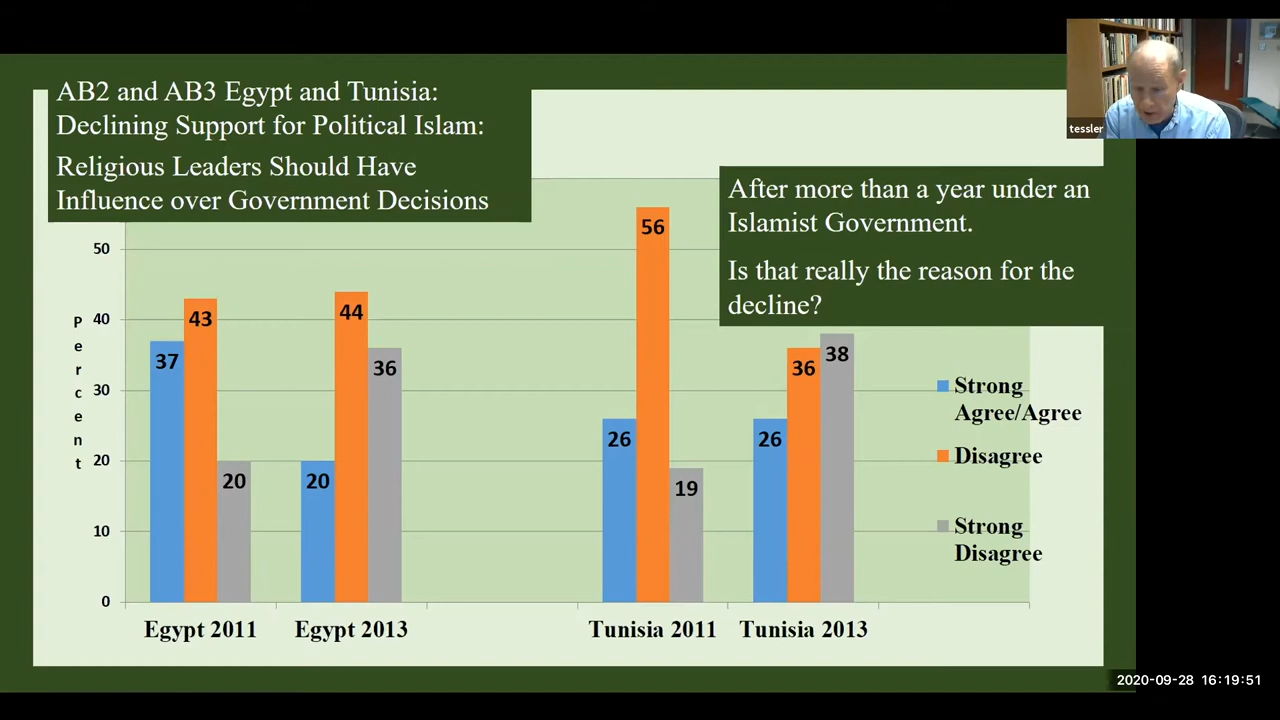 AB2 and AB3 Egypt and Tunisia:
Declining Support for Political Islam:
Religious Leaders Should Have
Influence over Government Decisions
tessler
After more than a year under an
Islamist Government.
Is that really the reason for the
decline?
Percent
50
40
30
20
10
0
37
43
20
20
44
36
26
56
19
26
36
38
Strong
Agree/Agree
Disagree
Strong
Disagree
Egypt 2011
Egypt 2013
Tunisia 2011
Tunisia 2013
2020-09-28 16:19:51